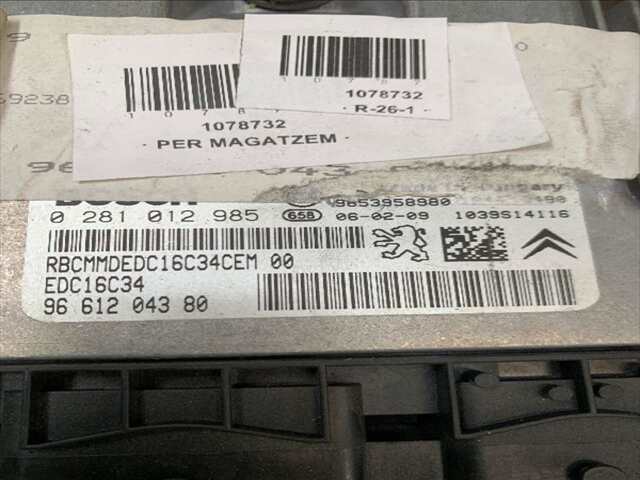 1078732
1078732
· R-26-1 ·
· PER MAGATZEM ·
BOSCH
9653958980
0 281 012 985
658
06-02-09
1039S14116
RBCMMDEDC16C34CEM 00
EDC16C34
96 612 043 80